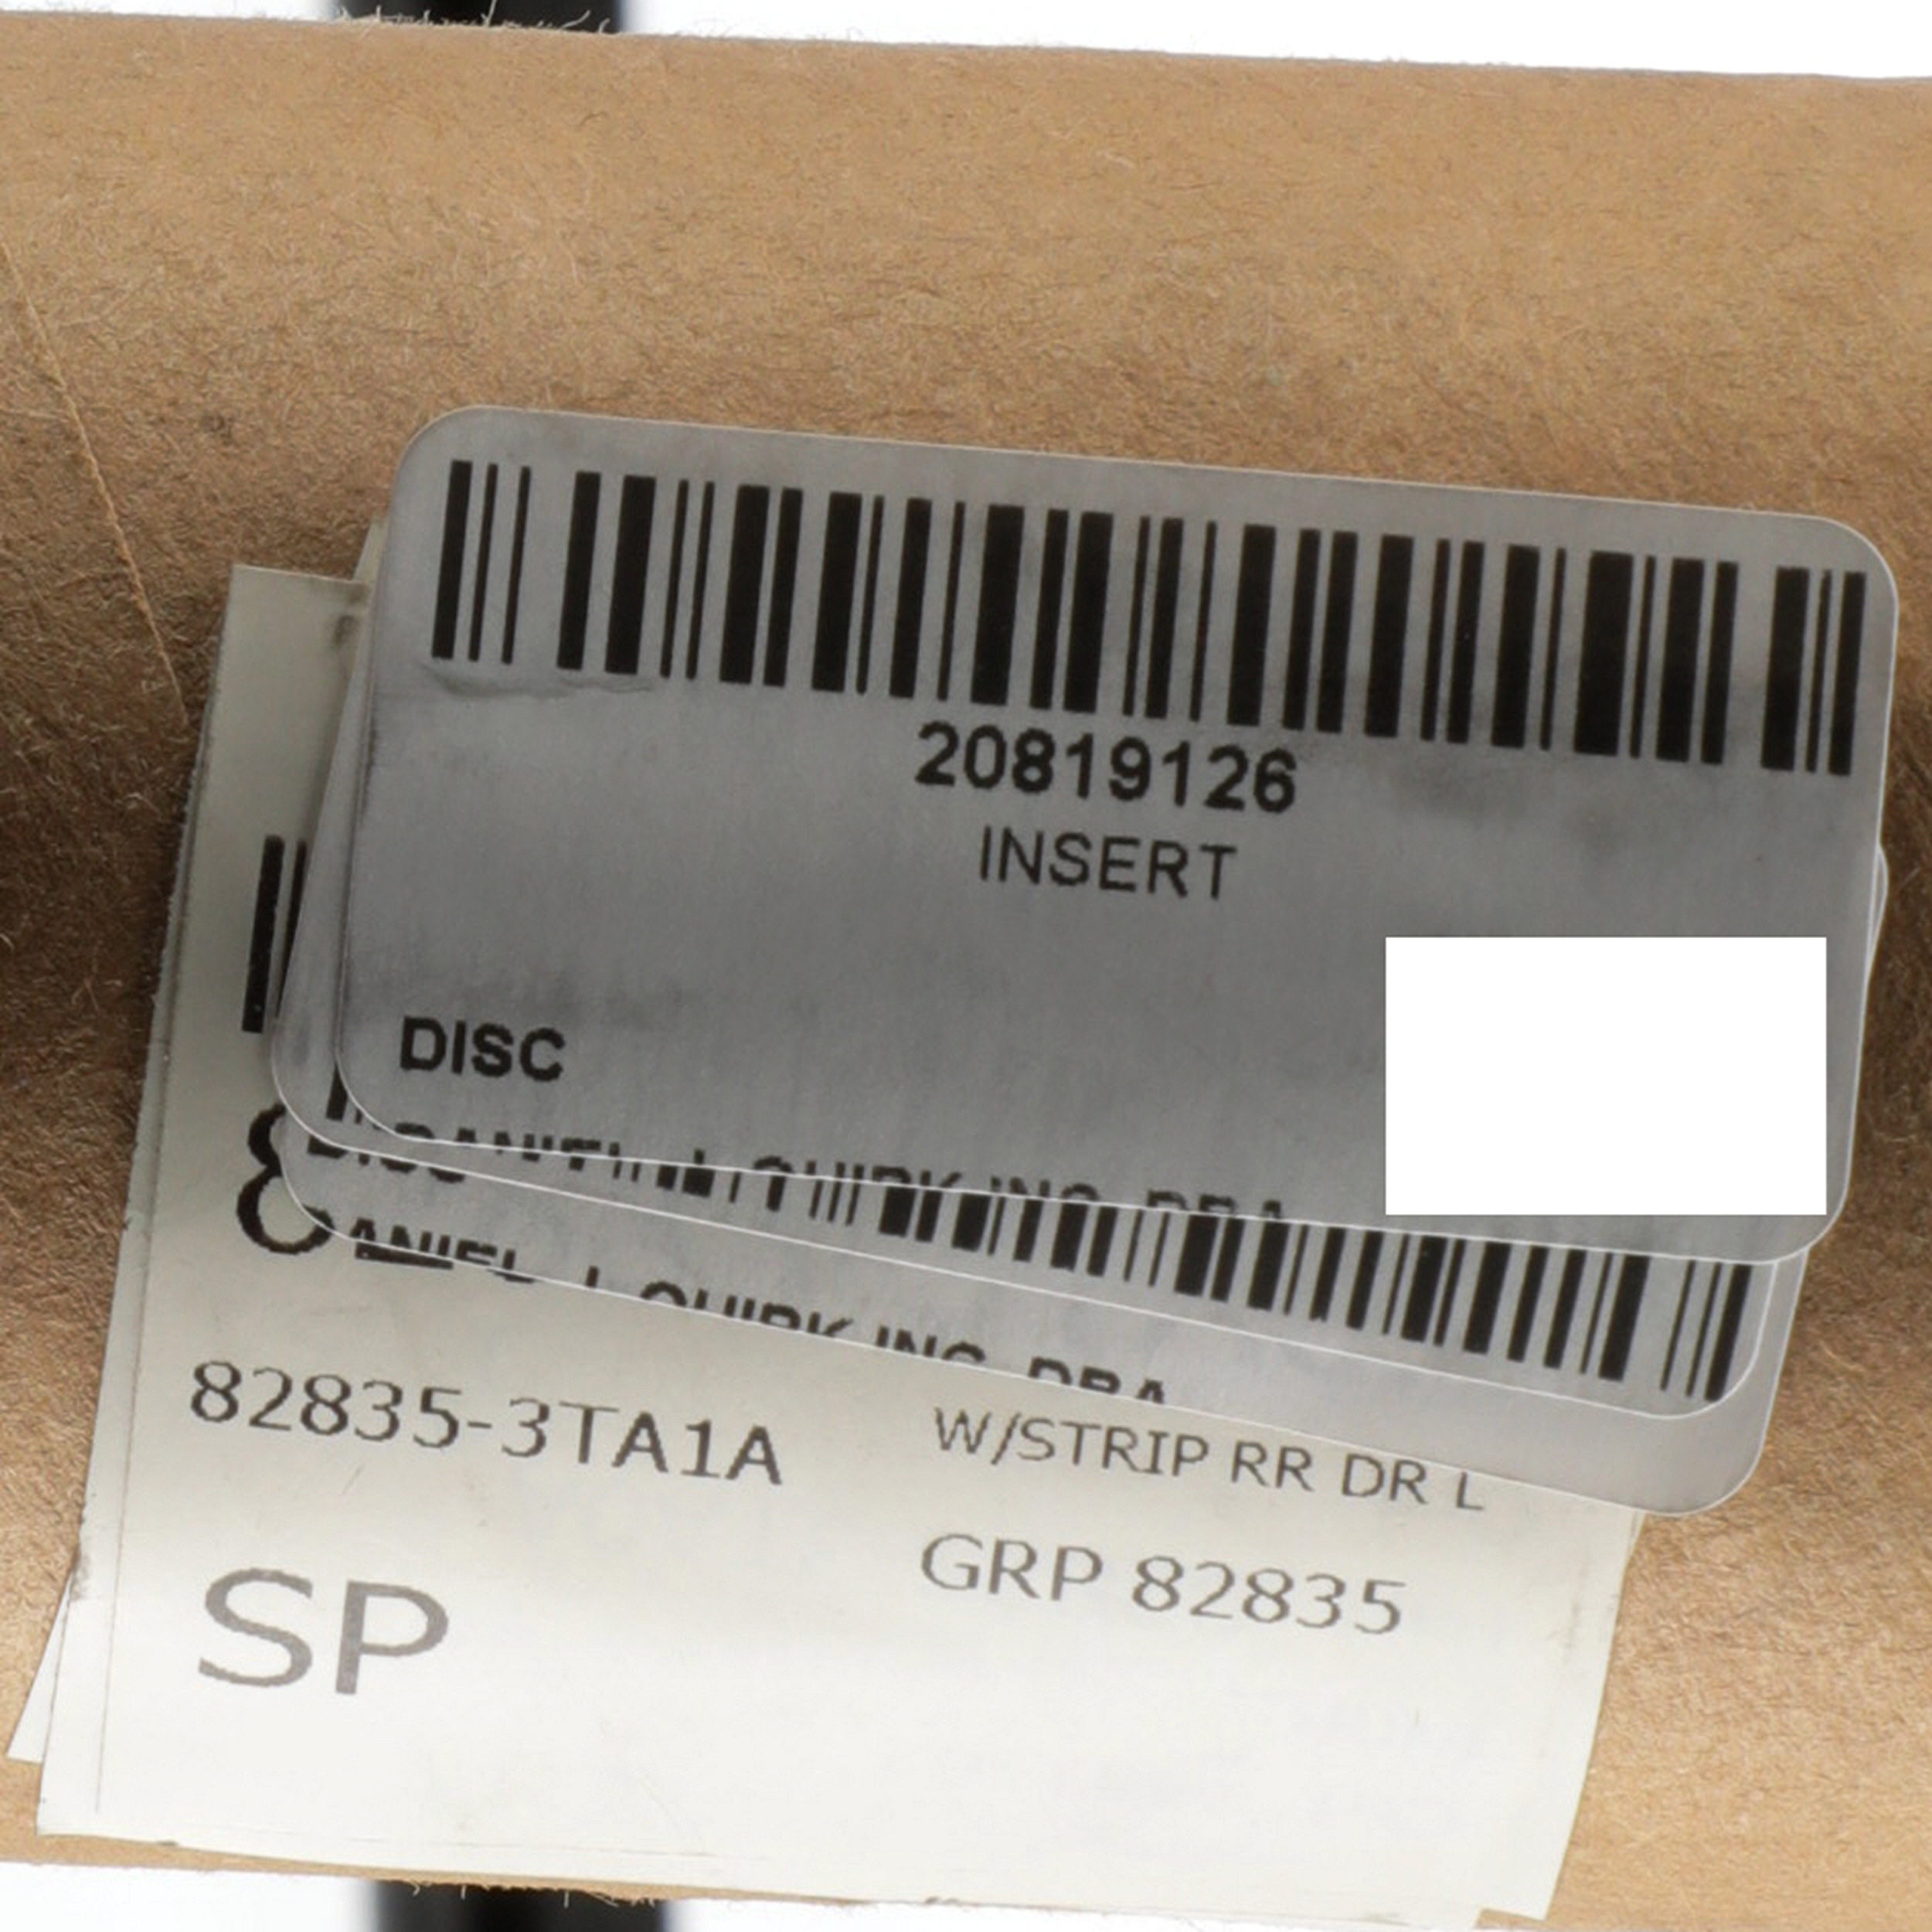 20819126
INSERT
DISC
82835-3TA1A
W/STRIP RR DR L
GRP 82835
SP